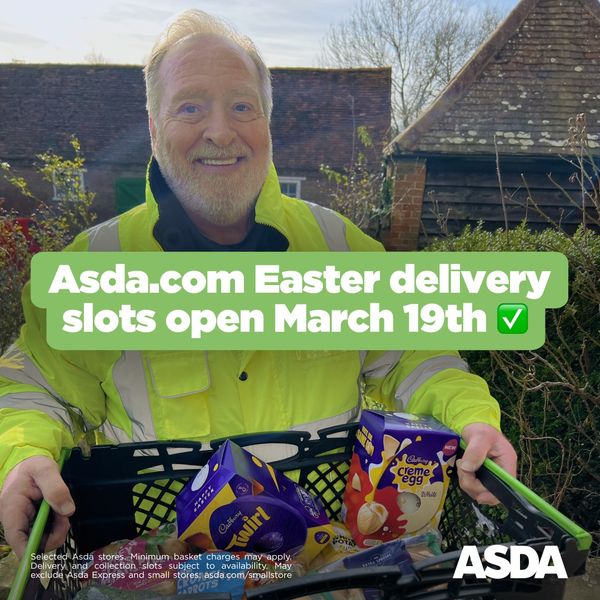 Asda.com Easter delivery
slots open March 19th ✅
Cadbury
Twirl
Cadbury
creme
egg
White
CARROTS
Selected Asda stores. Minimum basket charges may apply.
Delivery and collection slots subject to availability. May
exclude Asda Express and small stores: asda.com/smallstore
ASDA